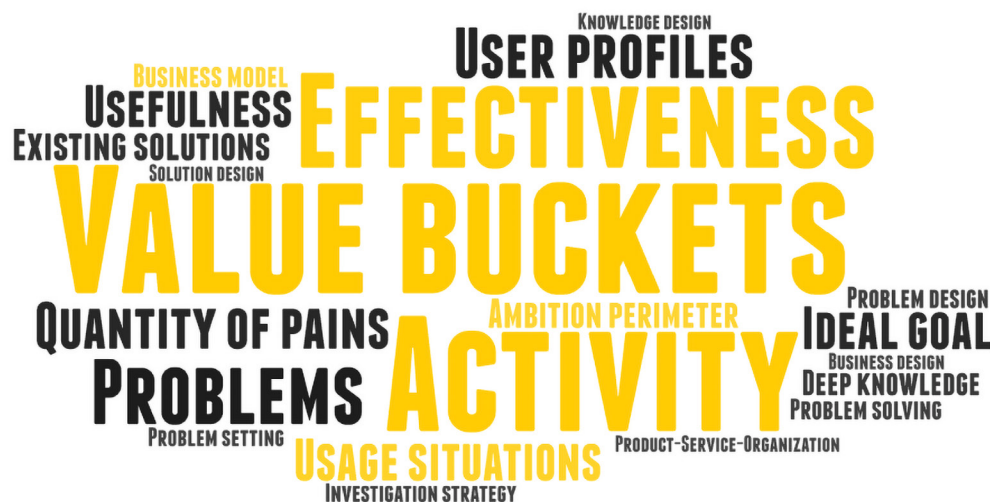 Knowledge design
User profiles
Business model
Usefulness
Effectiveness
Existing solutions
Solution design
Value buckets
Problem design
Quantity of pains
Ambition perimeter
Ideal goal
Activity
Business design
Problems
Deep knowledge
Problem solving
Problem setting
Product-Service-Organization
Usage situations
Investigation strategy